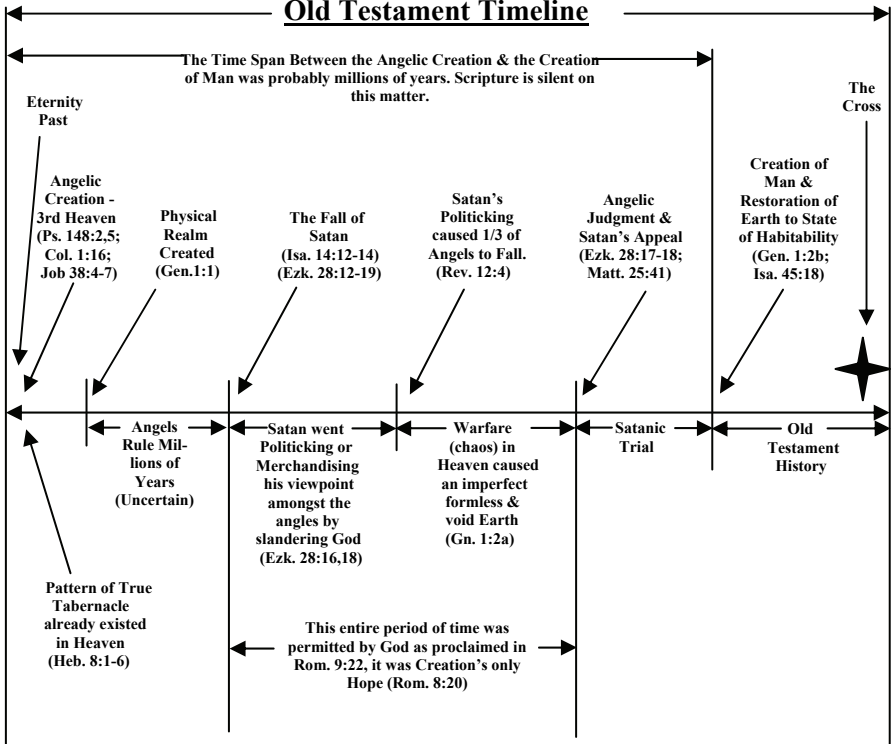 Old Testament Timeline
The Time Span Between the Angelic Creation & the Creation
of Man was probably millions of years. Scripture is silent on
this matter.
Eternity
Past
The
Cross
Angelic
Creation -
3rd Heaven
(Ps. 148:2,5;
Col. 1:16;
Job 38:4-7)
Physical
Realm
Created
(Gen.1:1)
The Fall of
Satan
(Isa. 14:12-14)
(Ezk. 28:12-19)
Satan's
Politicking
caused 1/3 of
Angels to Fall.
(Rev. 12:4)
Angelic
Judgment &
Satan's Appeal
(Ezk. 28:17-18;
Matt. 25:41)
Creation of
Man &
Restoration of
Earth to State
of Habitability
(Gen. 1:2b;
Isa. 45:18)
Angels
Rule Mil-
lions of
Years
(Uncertain)
Satan went
Politicking or
Merchandising
his viewpoint
amongst the
angles by
slandering God
(Ezk. 28:16,18)
Warfare
(chaos) in
Heaven caused
an imperfect
formless &
void Earth
(Gn. 1:2a)
Satanic
Trial
Old
Testament
History
Pattern of True
Tabernacle
already existed
in Heaven
(Heb. 8:1-6)
This entire period of time was
permitted by God as proclaimed in
Rom. 9:22, it was Creation's only
Hope (Rom. 8:20)